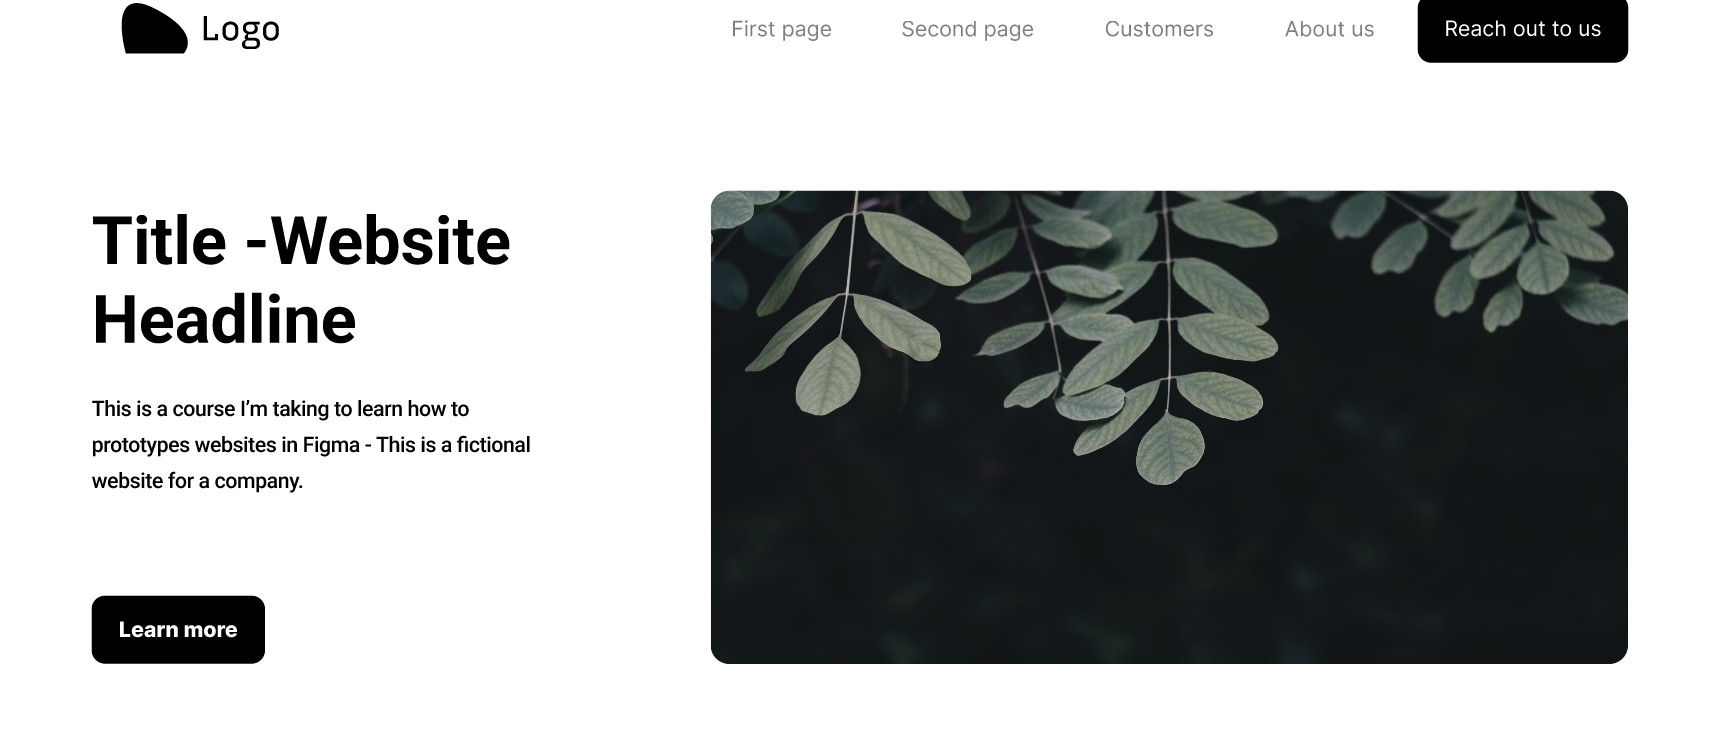 Logo
First page
Second page
Customers
About us
Reach out to us
Title -Website
Headline
This is a course I’m taking to learn how to
prototypes websites in Figma - This is a fictional
website for a company.
Learn more